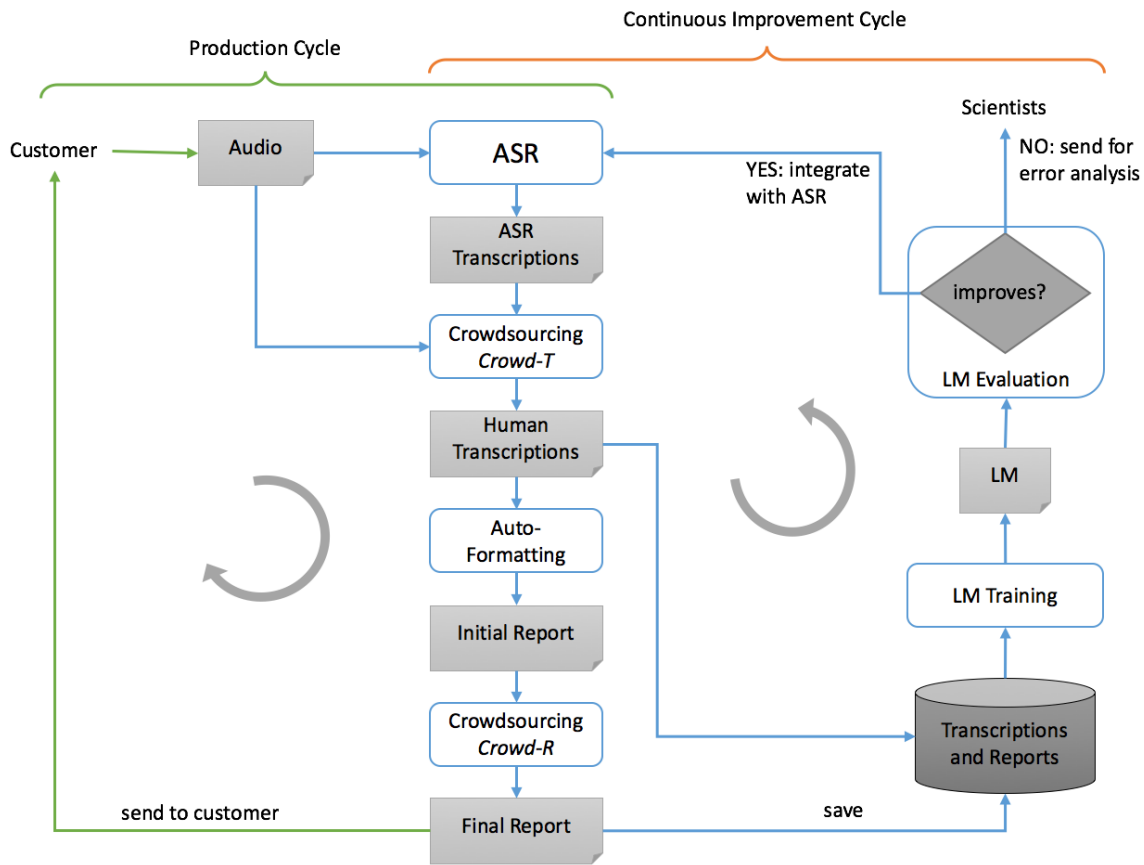 Continuous Improvement Cycle
Production Cycle
Scientists
Customer
Audio
ASR
NO: send for
error analysis
YES: integrate
with ASR
ASR
Transcriptions
improves?
Crowdsourcing
Crowd-T
LM Evaluation
Human
Transcriptions
LM
Auto-
Formatting
LM Training
Initial Report
Crowdsourcing
Crowd-R
Transcriptions
and Reports
send to customer
Final Report
save